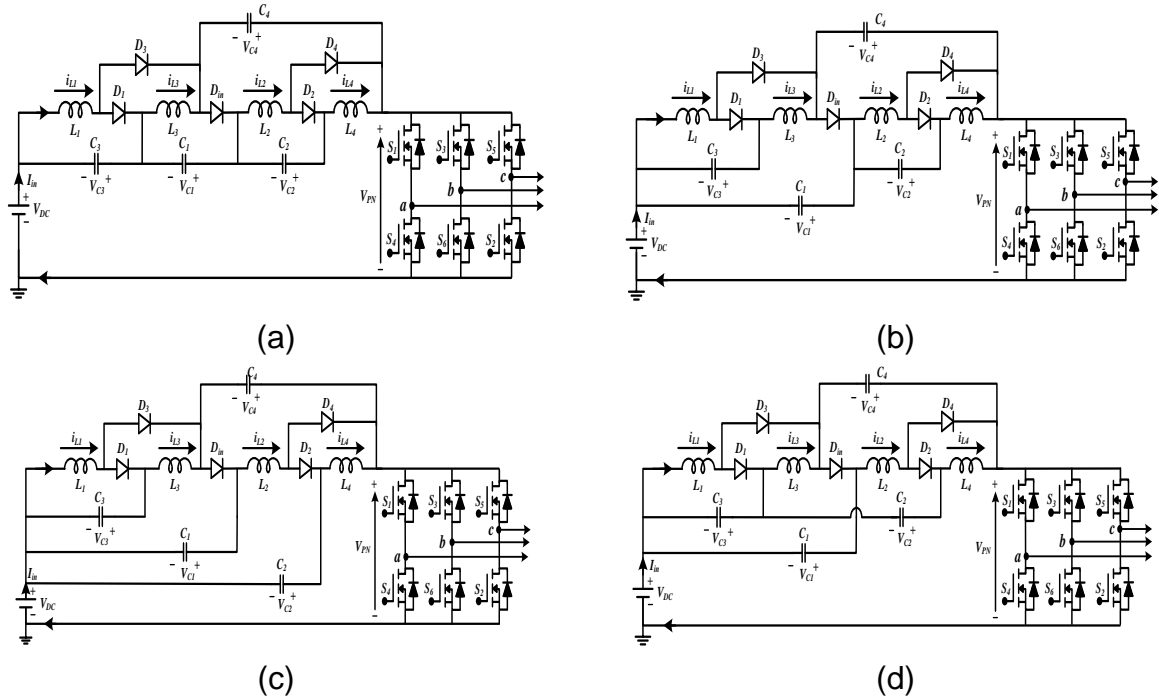 C4
− VC4 +
D3
D4
iL1
iL3
iL2
iL4
D1
Din
D2
L1
L3
L2
L4
C3
C1
C2
− VC3 +
− VC1 +
− VC2 +
Iin
+
VDC
−
+
VPN
−
S1
S3
S5
c
b
a
S4
S6
S2
(a)
C4
− VC4 +
D3
D4
iL1
iL3
iL2
iL4
D1
Din
D2
L1
L3
L2
L4
C3
C2
− VC3 +
− VC2 +
C1
− VC1 +
Iin
+
VDC
−
+
VPN
−
S1
S3
S5
c
b
a
S4
S6
S2
(b)
C4
− VC4 +
D3
D4
iL1
iL3
iL2
iL4
D1
Din
D2
L1
L3
L2
L4
C3
− VC3 +
C1
− VC1 +
C2
− VC2 +
Iin
+
VDC
−
+
VPN
−
S1
S3
S5
c
b
a
S4
S6
S2
(c)
C4
− VC4 +
D3
D4
iL1
iL3
iL2
iL4
D1
Din
D2
L1
L3
L2
L4
C3
C2
− VC3 +
− VC2 +
C1
− VC1 +
Iin
+
VDC
−
+
VPN
−
S1
S3
S5
c
b
a
S4
S6
S2
(d)